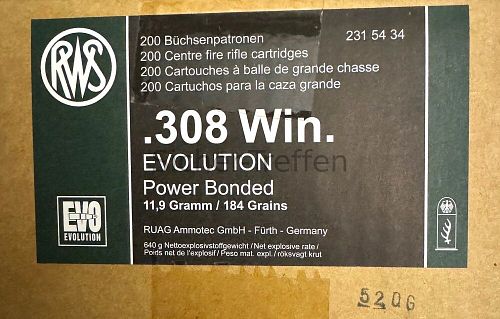 RWS
200 Büchsenpatronen 231 54 34
200 Centre fire rifle cartridges
200 Cartouches à balle de grande chasse
200 Cartuchos para la caza grande
.308 Win.
EVOLUTION
Power Bonded
11,9 Gramm / 184 Grains
EVO
EVOLUTION
RUAG Ammotec GmbH - Fürth - Germany
640 g Nettoexplosivstoffgewicht / Net explosive rate /
Poids net de l'explosif / Peso mat. expl. / röksvagt krut
5206